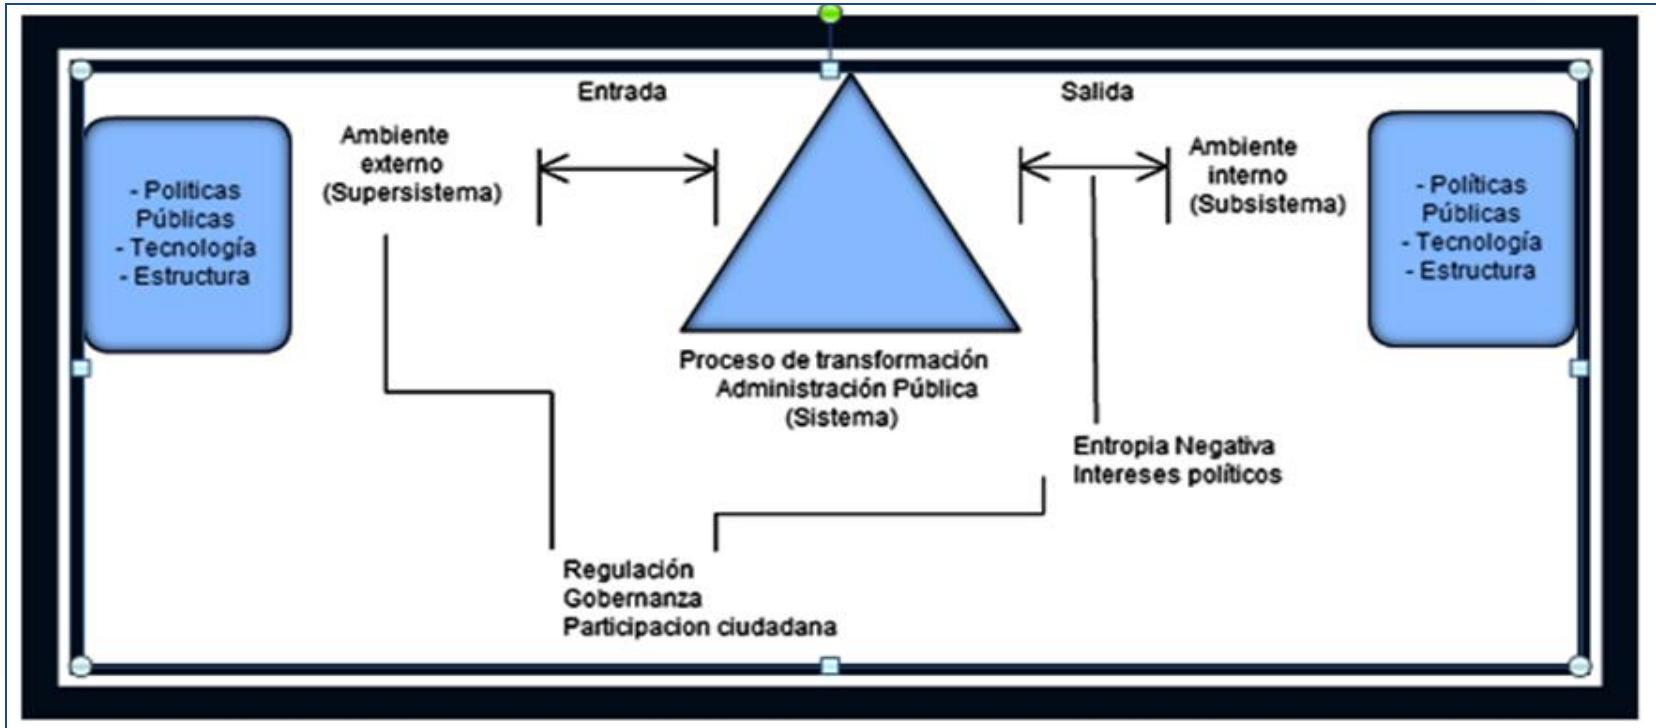 Entrada
Salida
- Politicas
Públicas
- Tecnología
- Estructura
Ambiente
externo
(Supersistema)
Ambiente
interno
(Subsistema)
- Políticas
Públicas
- Tecnología
- Estructura
Proceso de transformación
Administración Pública
(Sistema)
Entropia Negativa
Intereses políticos
Regulación
Gobernanza
Participacion ciudadana